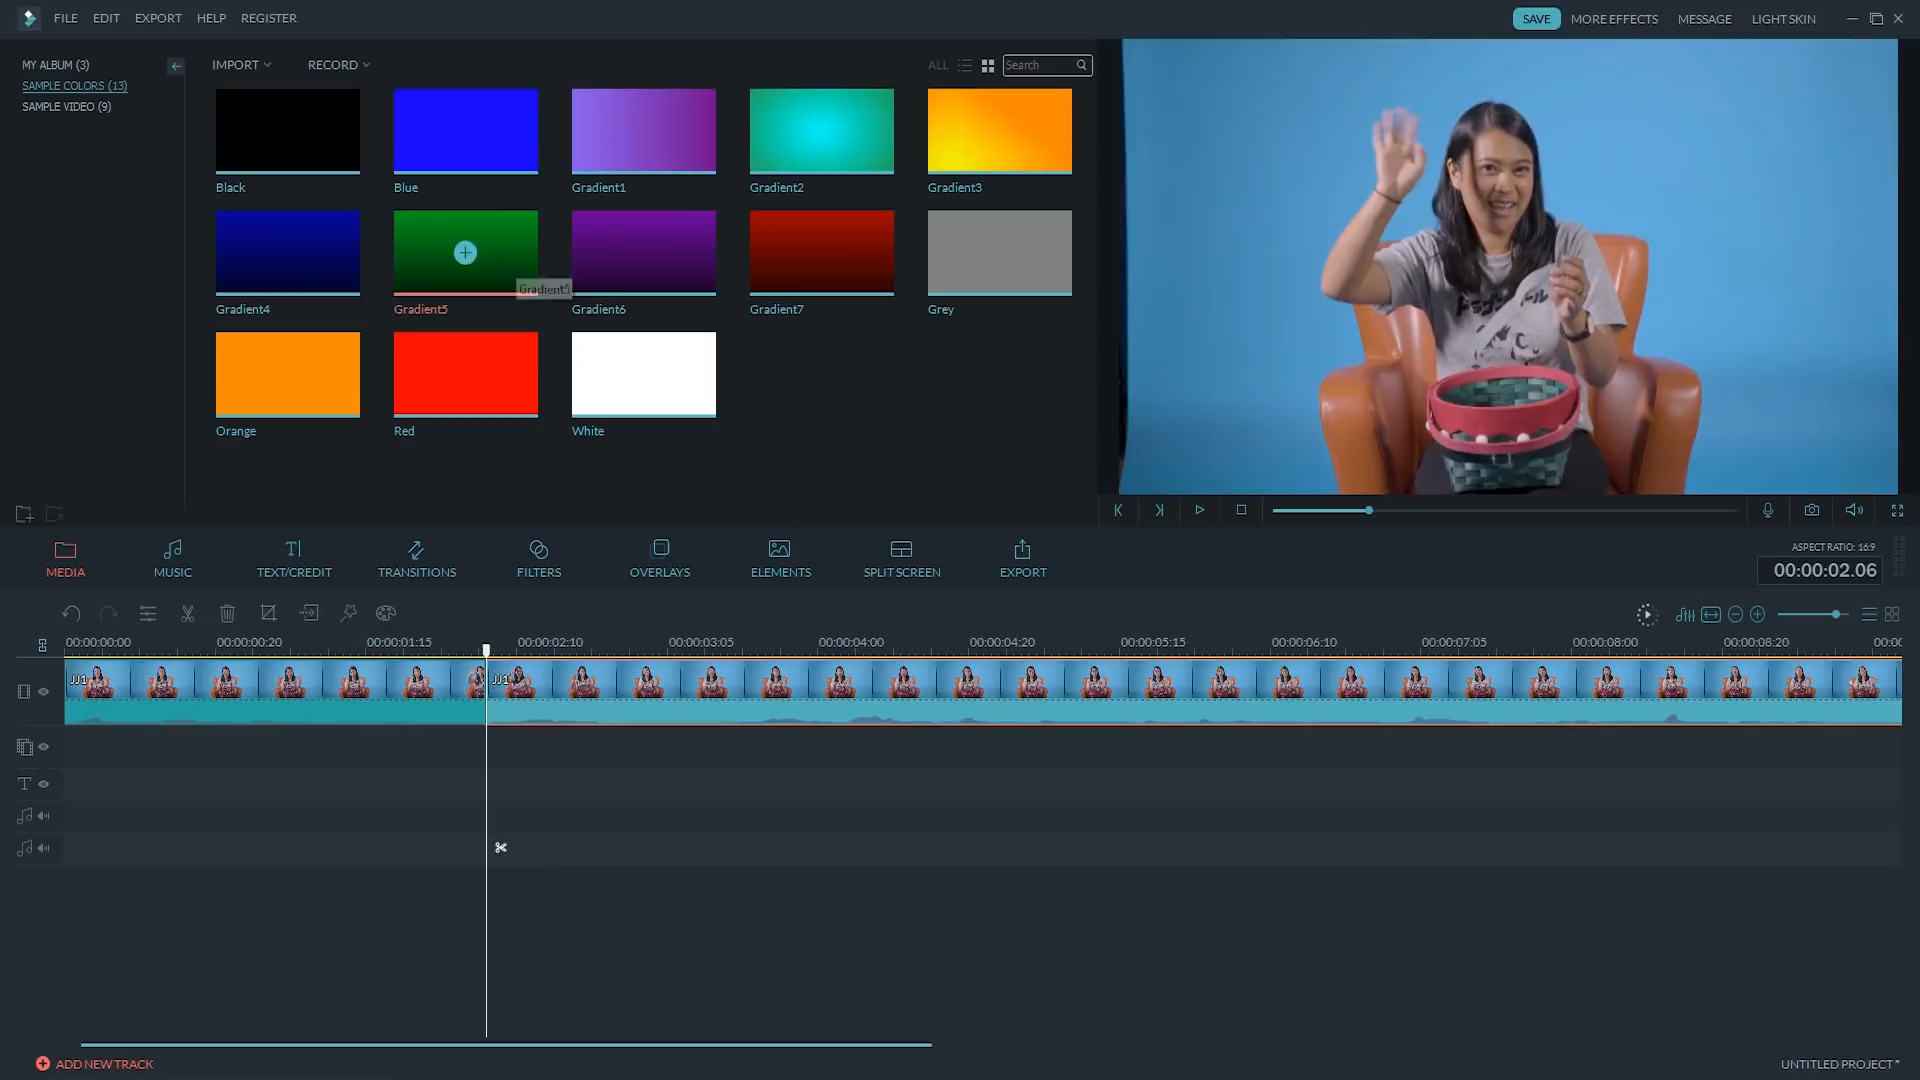 FILE EDIT EXPORT HELP REGISTER SAVE MORE EFFECTS MESSAGE LIGHT SKIN
MY ALBUM (3)
SAMPLE COLORS (13)
SAMPLE VIDEO (9)
IMPORT RECORD ALL Search
Black Blue Gradient1 Gradient2 Gradient3
Gradient5
Gradient4 Gradient5 Gradient6 Gradient7 Grey
Orange Red White
MEDIA MUSIC TEXT/CREDIT TRANSITIONS FILTERS OVERLAYS ELEMENTS SPLIT SCREEN EXPORT
ASPECT RATIO: 16:9
00:00:02.06
00:00:00:00 00:00:00:20 00:00:01:15 00:00:02:10 00:00:03:05 00:00:04:00 00:00:04:20 00:00:05:15 00:00:06:10 00:00:07:05 00:00:08:00 00:00:08:20 00:00
JJ1 JJ1
ADD NEW TRACK UNTITLED PROJECT *